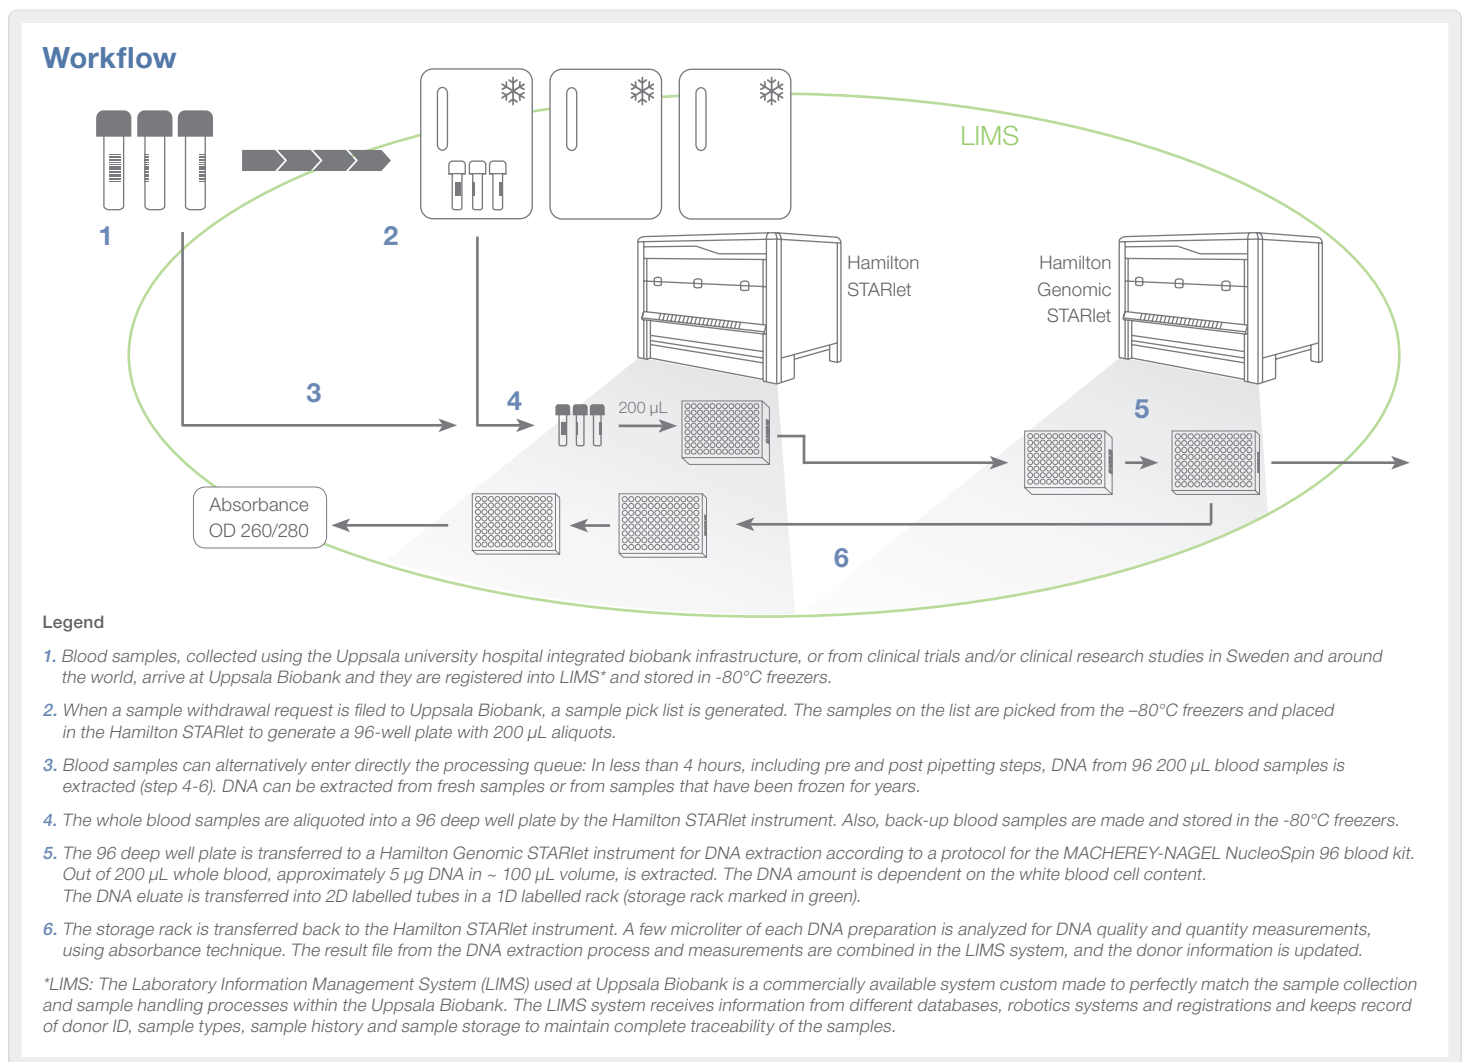 Workflow
LIMS
1
2
Hamilton
STARlet
Hamilton
Genomic
STARlet
3
4
200 µL
5
Absorbance
OD 260/280
6
Legend
1. Blood samples, collected using the Uppsala university hospital integrated biobank infrastructure, or from clinical trials and/or clinical research studies in Sweden and around
the world, arrive at Uppsala Biobank and they are registered into LIMS* and stored in -80°C freezers.
2. When a sample withdrawal request is filed to Uppsala Biobank, a sample pick list is generated. The samples on the list are picked from the –80°C freezers and placed
in the Hamilton STARlet to generate a 96-well plate with 200 µL aliquots.
3. Blood samples can alternatively enter directly the processing queue: In less than 4 hours, including pre and post pipetting steps, DNA from 96 200 µL blood samples is
extracted (step 4-6). DNA can be extracted from fresh samples or from samples that have been frozen for years.
4. The whole blood samples are aliquoted into a 96 deep well plate by the Hamilton STARlet instrument. Also, back-up blood samples are made and stored in the -80°C freezers.
5. The 96 deep well plate is transferred to a Hamilton Genomic STARlet instrument for DNA extraction according to a protocol for the MACHEREY-NAGEL NucleoSpin 96 blood kit.
Out of 200 µL whole blood, approximately 5 µg DNA in ~ 100 µL volume, is extracted. The DNA amount is dependent on the white blood cell content.
The DNA eluate is transferred into 2D labelled tubes in a 1D labelled rack (storage rack marked in green).
6. The storage rack is transferred back to the Hamilton STARlet instrument. A few microliter of each DNA preparation is analyzed for DNA quality and quantity measurements,
using absorbance technique. The result file from the DNA extraction process and measurements are combined in the LIMS system, and the donor information is updated.
*LIMS: The Laboratory Information Management System (LIMS) used at Uppsala Biobank is a commercially available system custom made to perfectly match the sample collection
and sample handling processes within the Uppsala Biobank. The LIMS system receives information from different databases, robotics systems and registrations and keeps record
of donor ID, sample types, sample history and sample storage to maintain complete traceability of the samples.